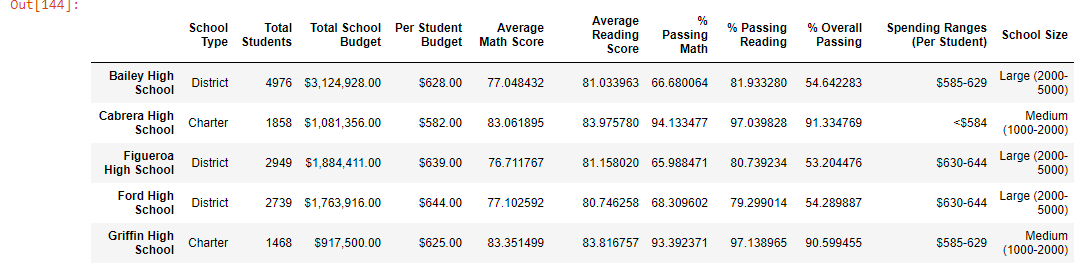 Out[144]:
School Type Total Students Total School Budget Per Student Budget Average Math Score Average Reading Score % Passing Math % Passing Reading % Overall Passing Spending Ranges (Per Student) School Size
Bailey High School District 4976 $3,124,928.00 $628.00 77.048432 81.033963 66.680064 81.933280 54.642283 $585-629 Large (2000-5000)
Cabrera High School Charter 1858 $1,081,356.00 $582.00 83.061895 83.975780 94.133477 97.039828 91.334769 <$584 Medium (1000-2000)
Figueroa High School District 2949 $1,884,411.00 $639.00 76.711767 81.158020 65.988471 80.739234 53.204476 $630-644 Large (2000-5000)
Ford High School District 2739 $1,763,916.00 $644.00 77.102592 80.746258 68.309602 79.299014 54.289887 $630-644 Large (2000-5000)
Griffin High School Charter 1468 $917,500.00 $625.00 83.351499 83.816757 93.392371 97.138965 90.599455 $585-629 Medium (1000-2000)